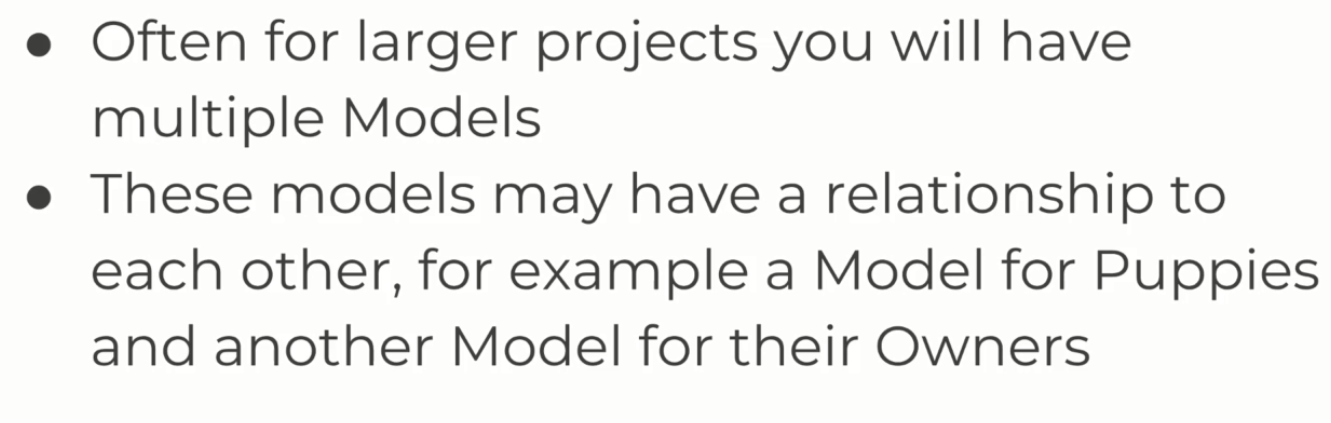 ● Often for larger projects you will have
multiple Models
● These models may have a relationship to
each other, for example a Model for Puppies
and another Model for their Owners